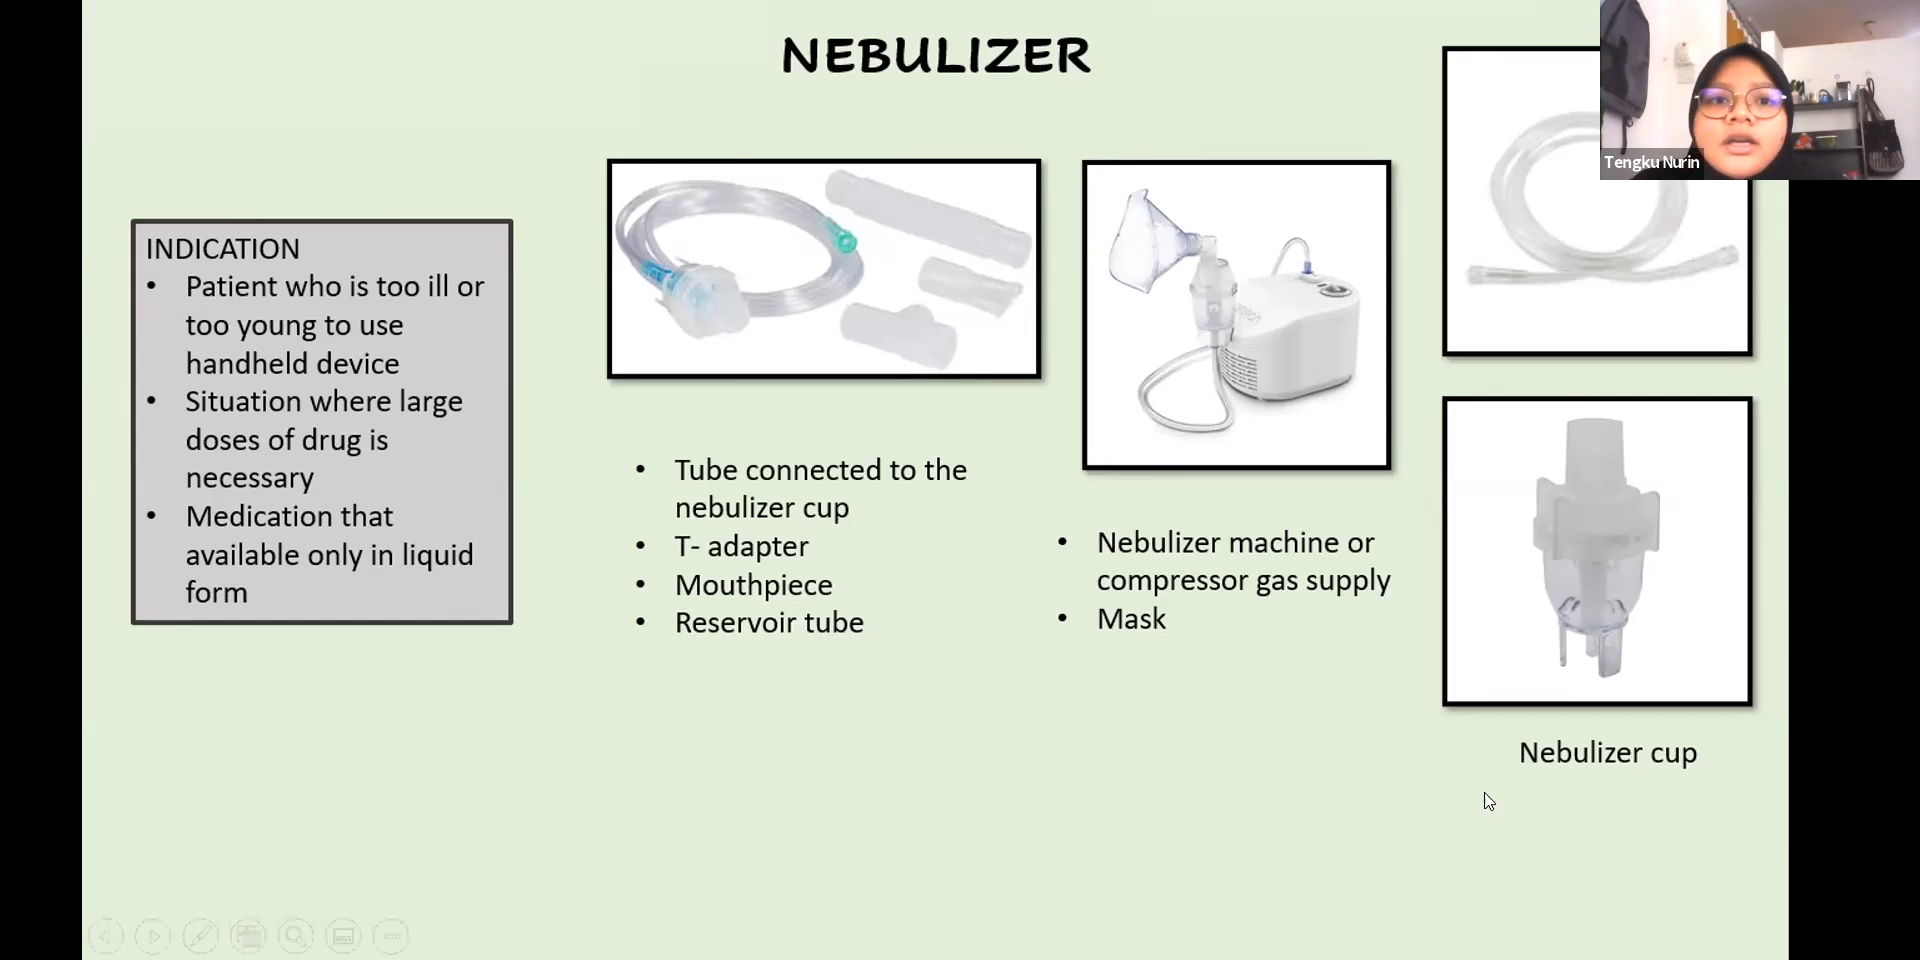 NEBULIZER
Tengku Nurin
INDICATION
• Patient who is too ill or
too young to use
handheld device
• Situation where large
doses of drug is
necessary
• Medication that
available only in liquid
form
• Tube connected to the
nebulizer cup
• T- adapter
• Mouthpiece
• Reservoir tube
• Nebulizer machine or
compressor gas supply
• Mask
Nebulizer cup